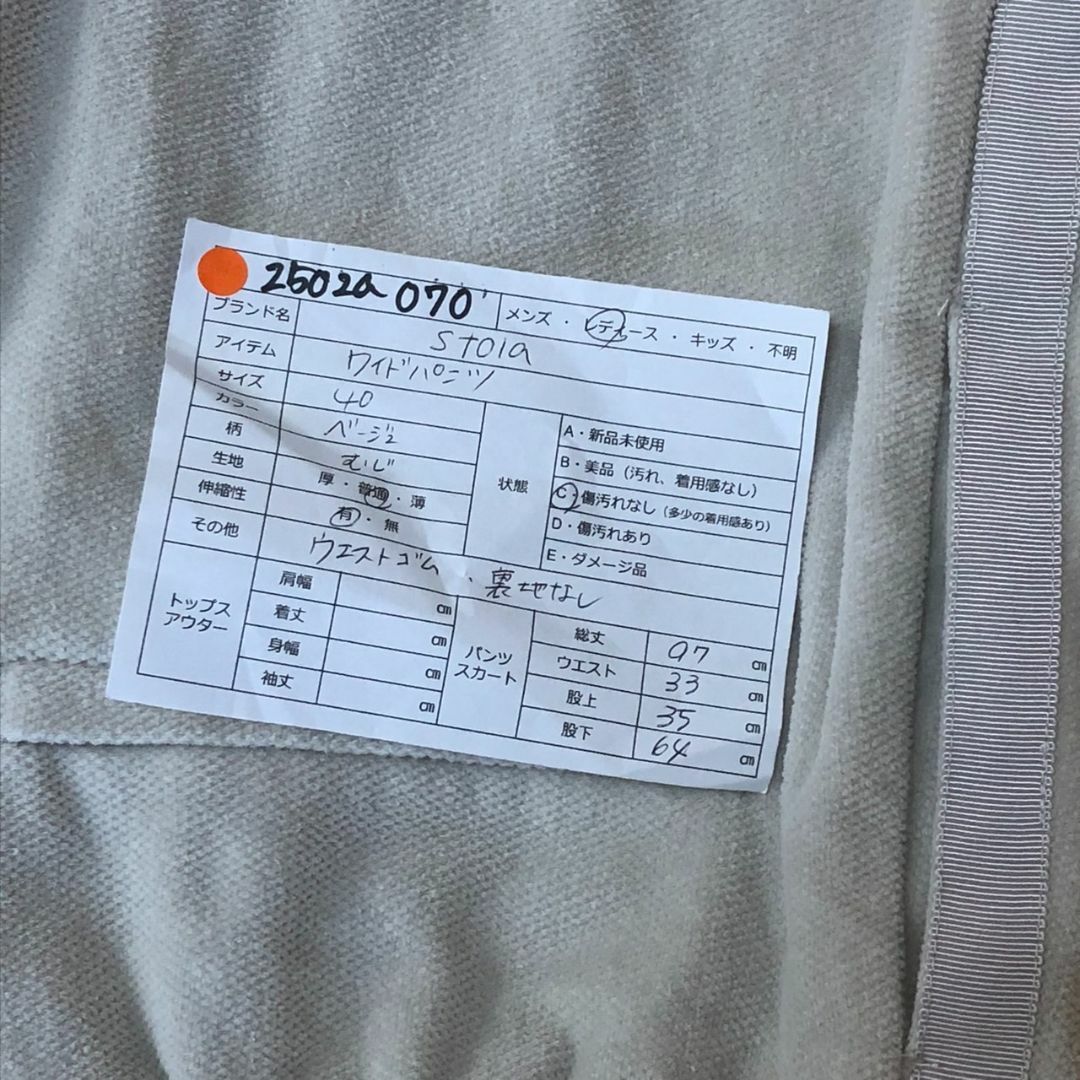 2502a 070
メンズ ・ レディース ・ キッズ ・ 不明
ブランド名 Stola
アイテム ワイドパンツ
サイズ 40
カラー ベージュ
柄 むじ
生地 厚 ・ 普通 ・ 薄
伸縮性 有 ・ 無
状態
A・新品未使用
B・美品（汚れ、着用感なし）
C・傷汚れなし（多少の着用感あり）
D・傷汚れあり
E・ダメージ品
その他 ウエストゴム、裏地なし
トップス
アウター
肩幅 ㎝
着丈 ㎝
身幅 ㎝
袖丈 ㎝
パンツ
スカート
総丈 97 ㎝
ウエスト 33 ㎝
股上 35 ㎝
股下 64 ㎝